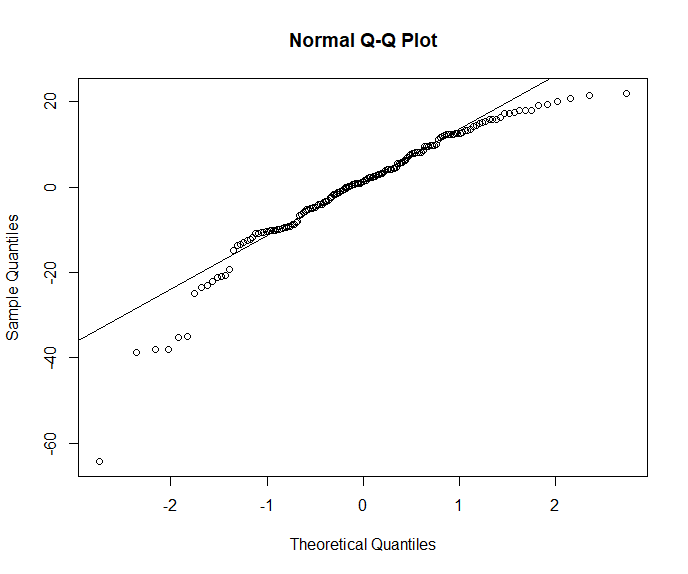 Normal Q-Q Plot
20
0
-20
-40
-60
Sample Quantiles
-2 -1 0 1 2
Theoretical Quantiles